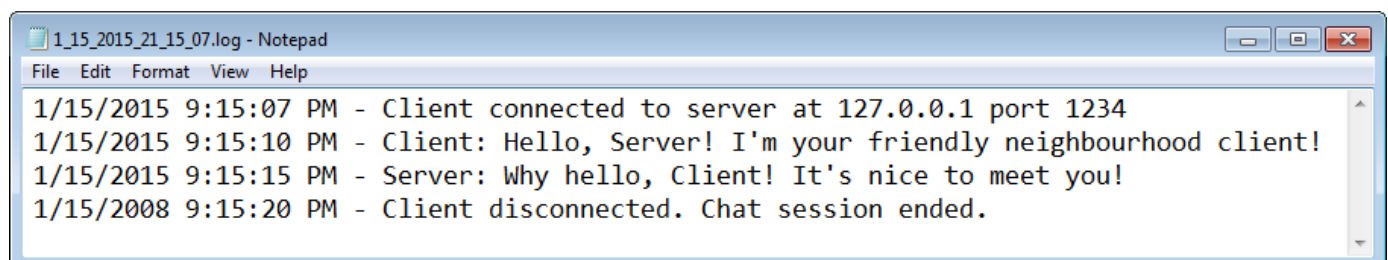 1_15_2015_21_15_07.log - Notepad
File Edit Format View Help
1/15/2015 9:15:07 PM - Client connected to server at 127.0.0.1 port 1234
1/15/2015 9:15:10 PM - Client: Hello, Server! I'm your friendly neighbourhood client!
1/15/2015 9:15:15 PM - Server: Why hello, Client! It's nice to meet you!
1/15/2008 9:15:20 PM - Client disconnected. Chat session ended.